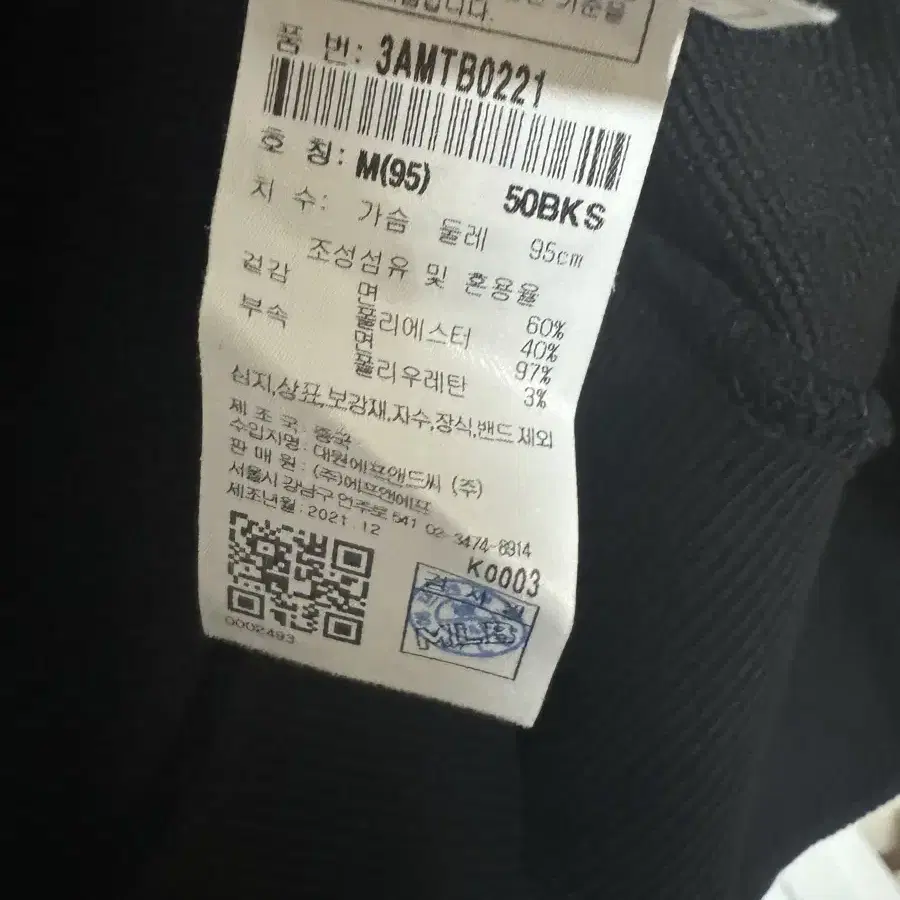 품 번: 3AMTB0221
호 칭: M(95) 50BKS
치 수: 가슴 둘레 95cm
조성섬유 및 혼용율
겉감 면 60%
폴리에스터 40%
부속 면 97%
폴리우레탄 3%
심지,상표,보강재,자수,장식,밴드 제외
제 조 국: 중국
수입자명: 대원에프앤드씨 (주)
판 매 원: (주)에프앤에프
서울시 강남구 언주로 541 02-3474-8914
제조년월: 2021.12
K0003
0002493